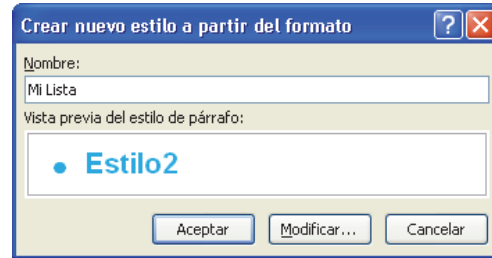 Crear nuevo estilo a partir del formato
Nombre:
Mi Lista
Vista previa del estilo de párrafo:
• Estilo2
Aceptar Modificar... Cancelar